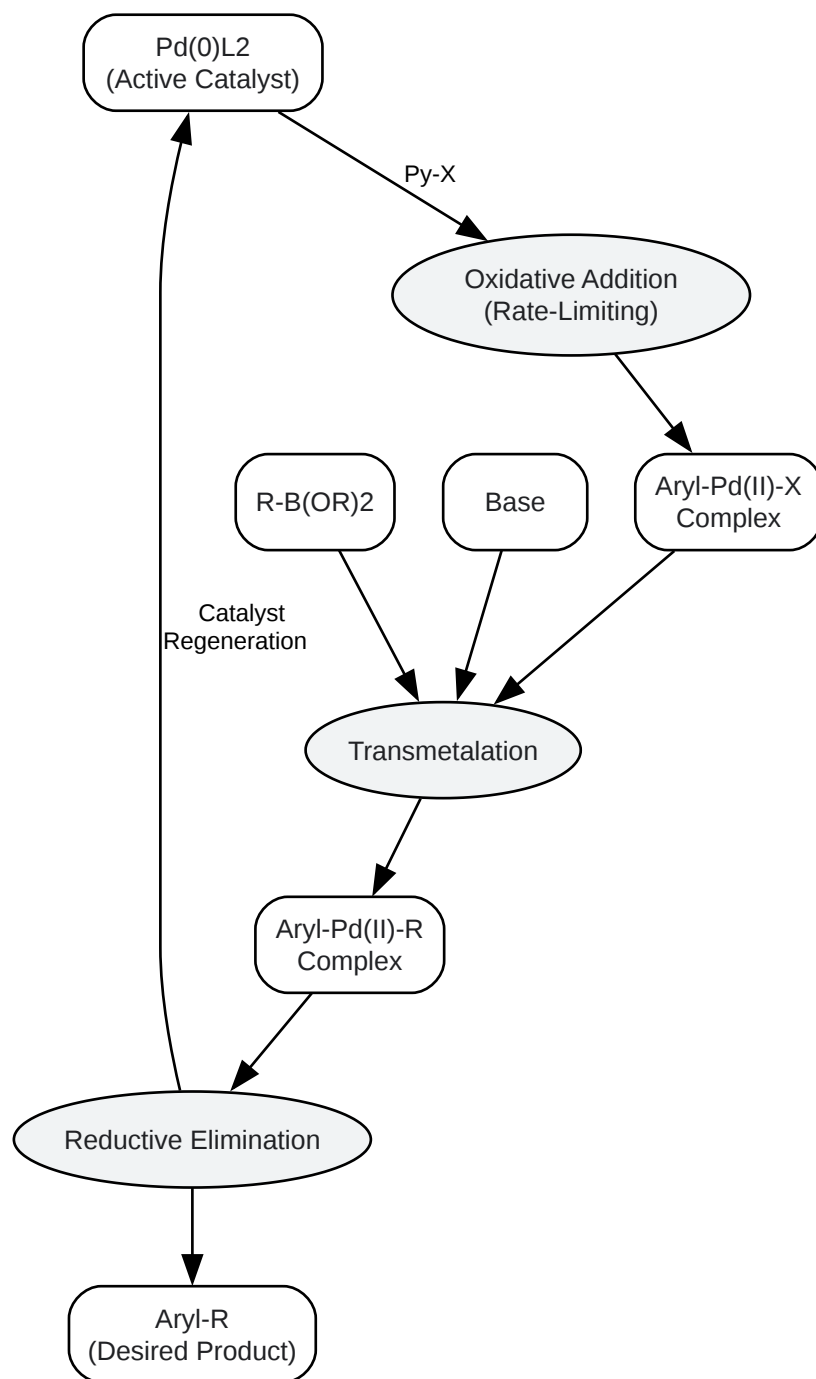 Pd(0)L2
(Active Catalyst)
Py-X
Oxidative Addition
(Rate-Limiting)
R-B(OR)2
Base
Aryl-Pd(II)-X
Complex
Catalyst
Regeneration
Transmetalation
Aryl-Pd(II)-R
Complex
Reductive Elimination
Aryl-R
(Desired Product)